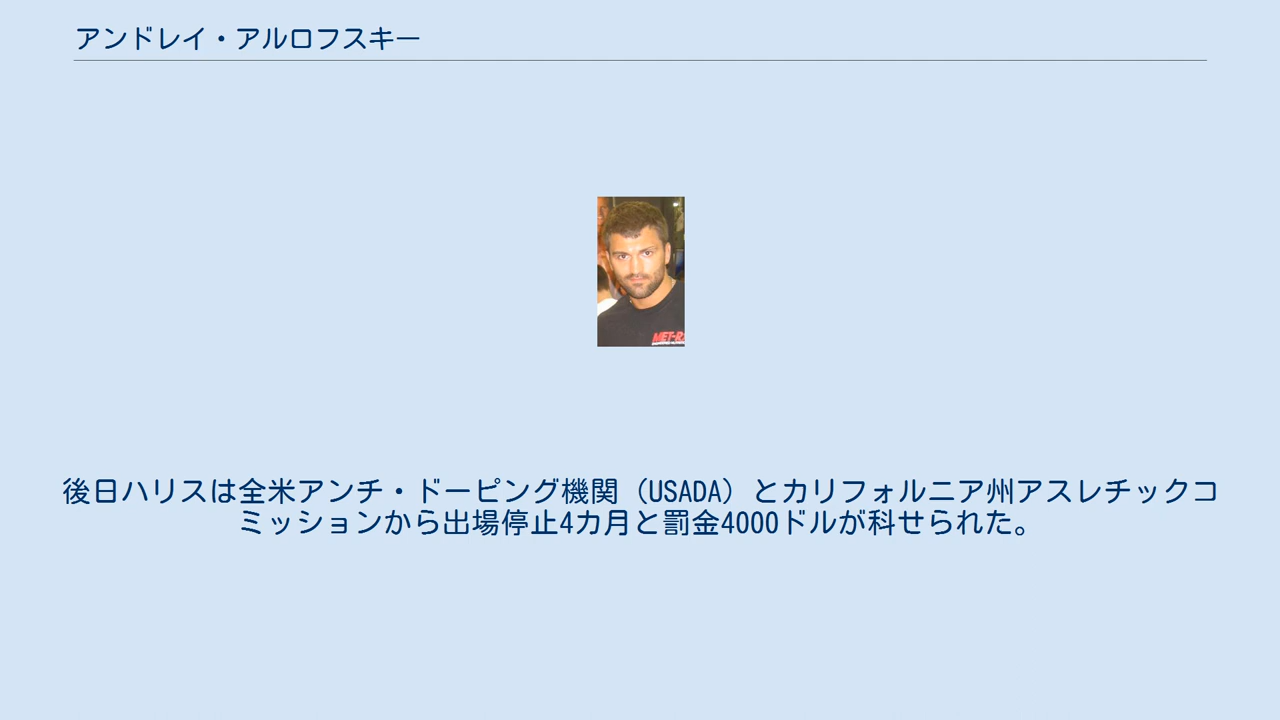 アンドレイ・アルロフスキー
MET-R
後日ハリスは全米アンチ・ドーピング機関（USADA）とカリフォルニア州アスレチックコ
ミッションから出場停止4カ月と罰金4000ドルが科せられた。